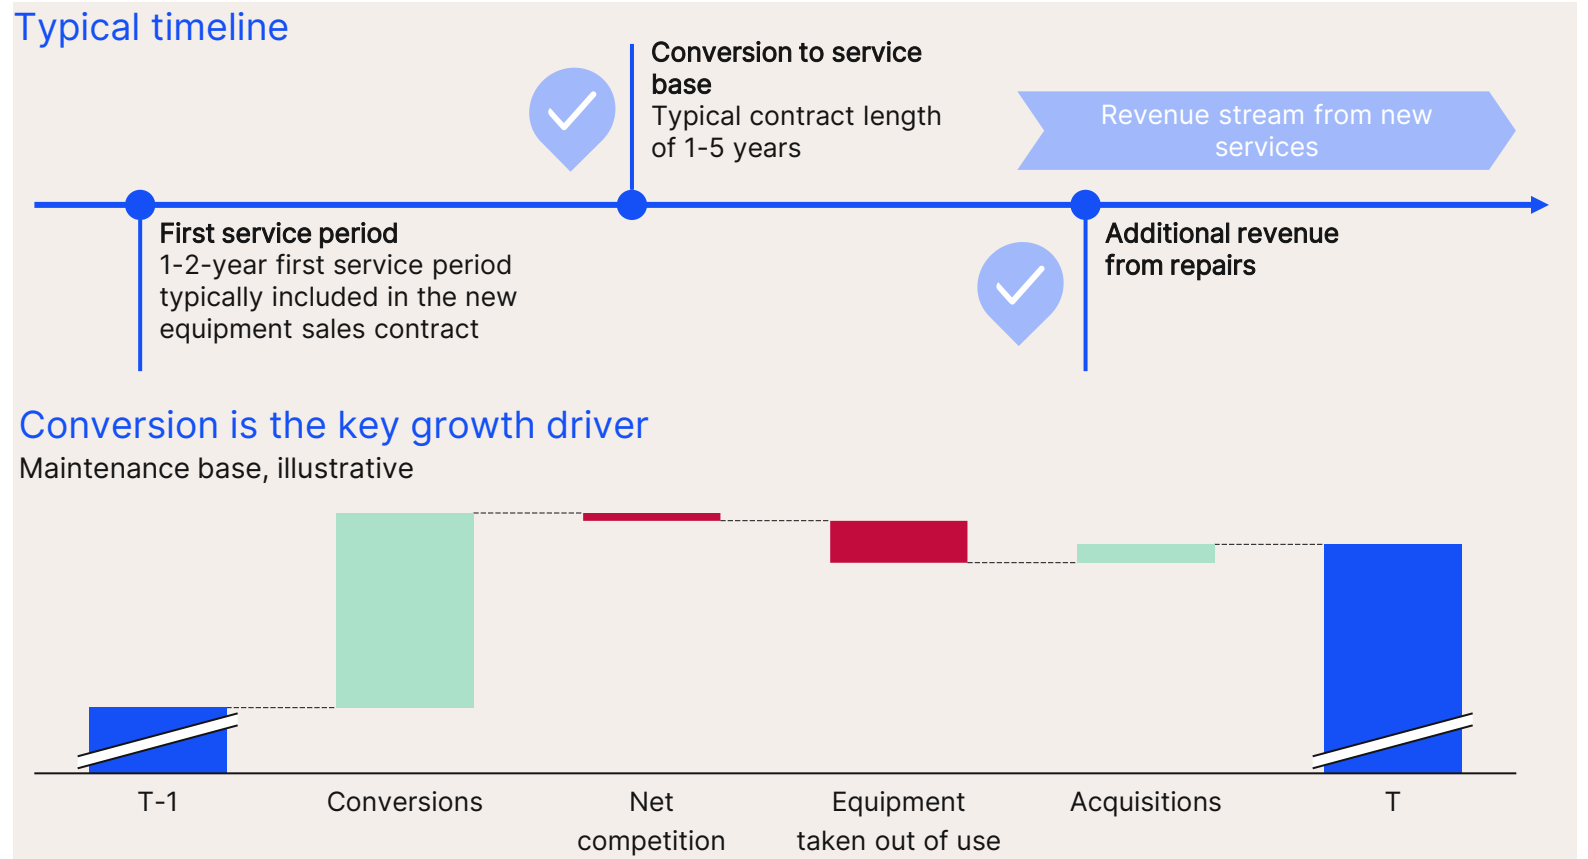 Typical timeline
Conversion to service
base
Typical contract length
of 1-5 years
Revenue stream from new
services
First service period
1-2-year first service period
typically included in the new
equipment sales contract
Additional revenue
from repairs
Conversion is the key growth driver
Maintenance base, illustrative
T-1
Conversions
Net
competition
Equipment
taken out of use
Acquisitions
T